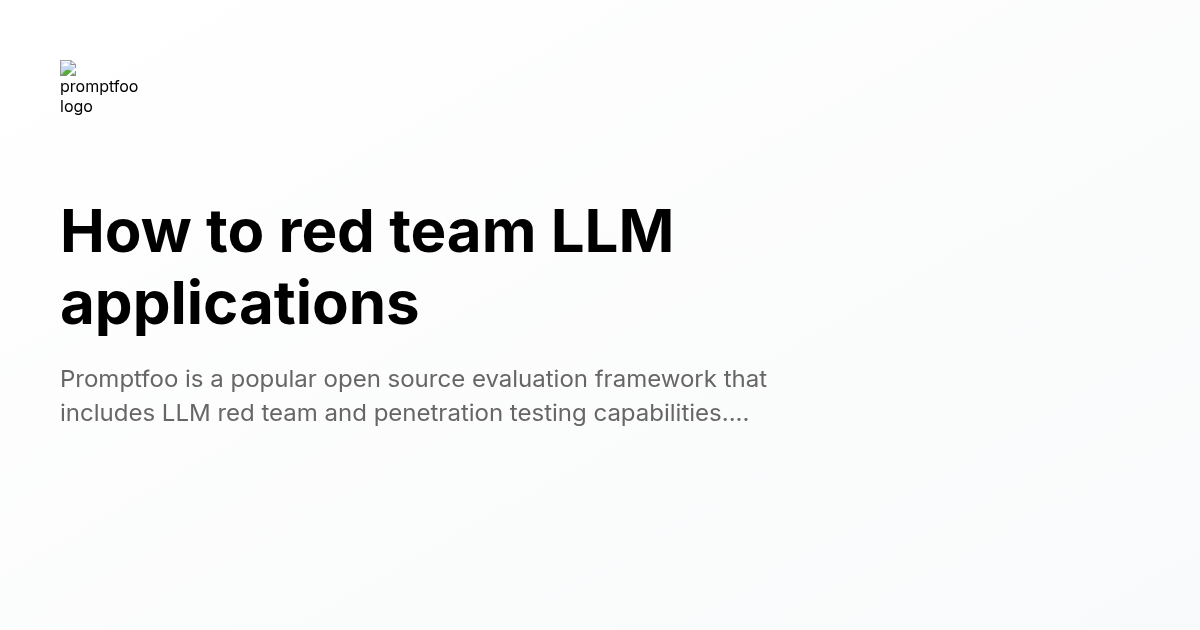 promptfoo
logo
How to red team LLM
applications
Promptfoo is a popular open source evaluation framework that
includes LLM red team and penetration testing capabilities....